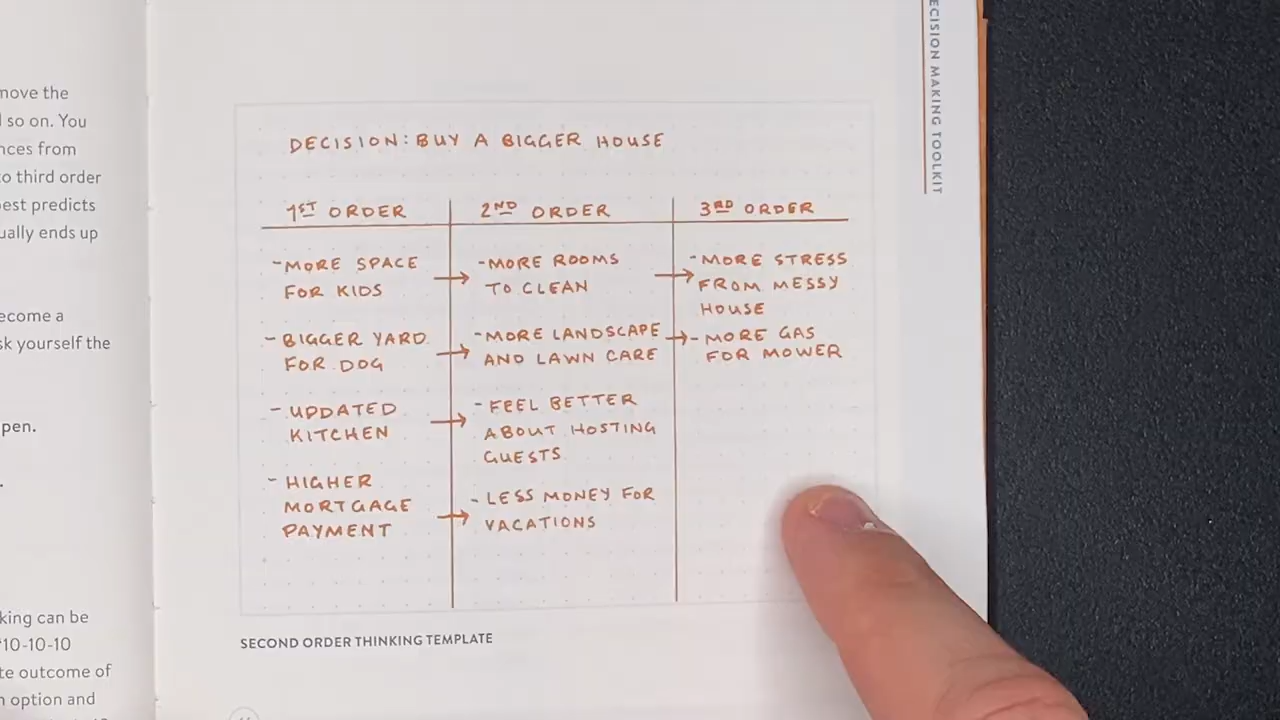 move the
so on. You
nces from
to third order
est predicts
ually ends up
ecome a
sk yourself the
pen.
king can be
10-10-10
te outcome of
option and
ECISION MAKING TOOLKIT
DECISION: BUY A BIGGER HOUSE
1ST ORDER
2ND ORDER
3RD ORDER
-MORE SPACE
FOR KIDS
-MORE ROOMS
TO CLEAN
-MORE STRESS
FROM MESSY
HOUSE
- BIGGER YARD
FOR DOG
-MORE LANDSCAPE
AND LAWN CARE
- MORE GAS
FOR MOWER
- UPDATED
KITCHEN
- FEEL BETTER
ABOUT HOSTING
GUESTS
- HIGHER
MORTGAGE
PAYMENT
- LESS MONEY FOR
VACATIONS
SECOND ORDER THINKING TEMPLATE